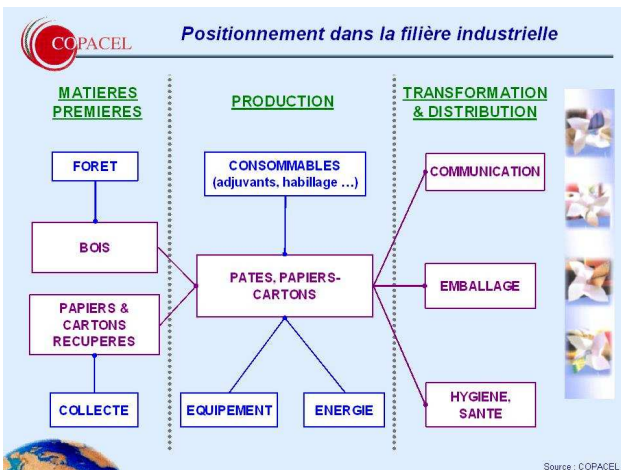 COPACEL
Positionnement dans la filière industrielle
MATIERES
PREMIERES
PRODUCTION
TRANSFORMATION
& DISTRIBUTION
FORET
CONSOMMABLES
(adjuvants, habillage ...)
COMMUNICATION
BOIS
PATES, PAPIERS-
CARTONS
EMBALLAGE
PAPIERS &
CARTONS
RECUPERES
COLLECTE
EQUIPEMENT
ENERGIE
HYGIENE,
SANTE
Source : COPACEL